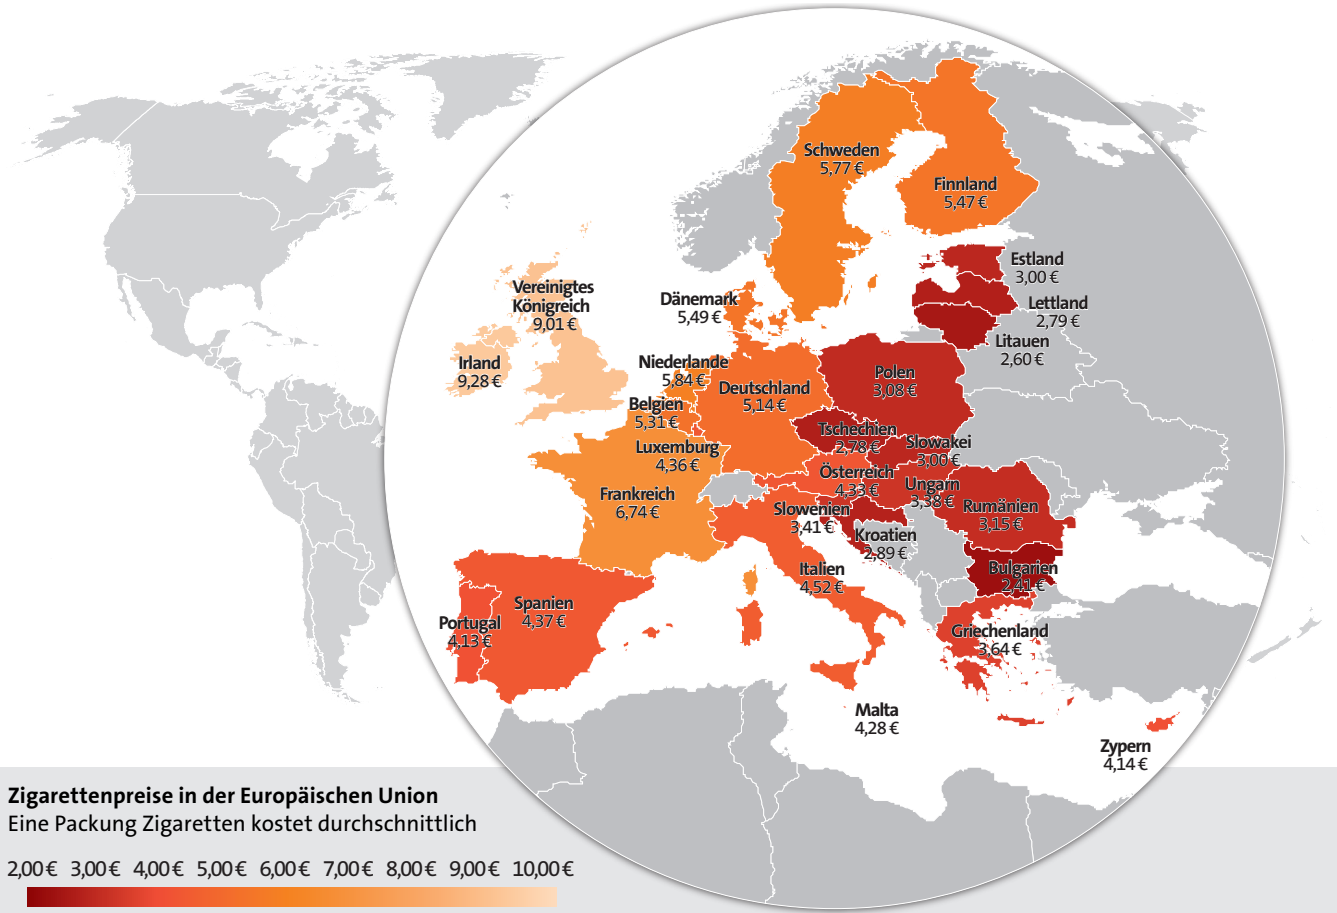 Schweden
5,77 €
Finnland
5,47 €
Estland
3,00 €
Lettland
2,79 €
Litauen
2,60 €
Vereinigtes
Königreich
9,01 €
Dänemark
5,49 €
Irland
9,28 €
Niederlande
5,84 €
Deutschland
5,14 €
Polen
3,08 €
Belgien
5,31 €
Tschechien
2,78 €
Slowakei
3,00 €
Luxemburg
4,36 €
Österreich
4,33 €
Ungarn
3,38 €
Frankreich
6,74 €
Slowenien
3,41 €
Rumänien
3,15 €
Kroatien
2,89 €
Italien
4,52 €
Bulgarien
2,41 €
Spanien
4,37 €
Portugal
4,13 €
Griechenland
3,64 €
Malta
4,28 €
Zypern
4,14 €
Zigarettenpreise in der Europäischen Union
Eine Packung Zigaretten kostet durchschnittlich
2,00 € 3,00 € 4,00 € 5,00 € 6,00 € 7,00 € 8,00 € 9,00 € 10,00 €